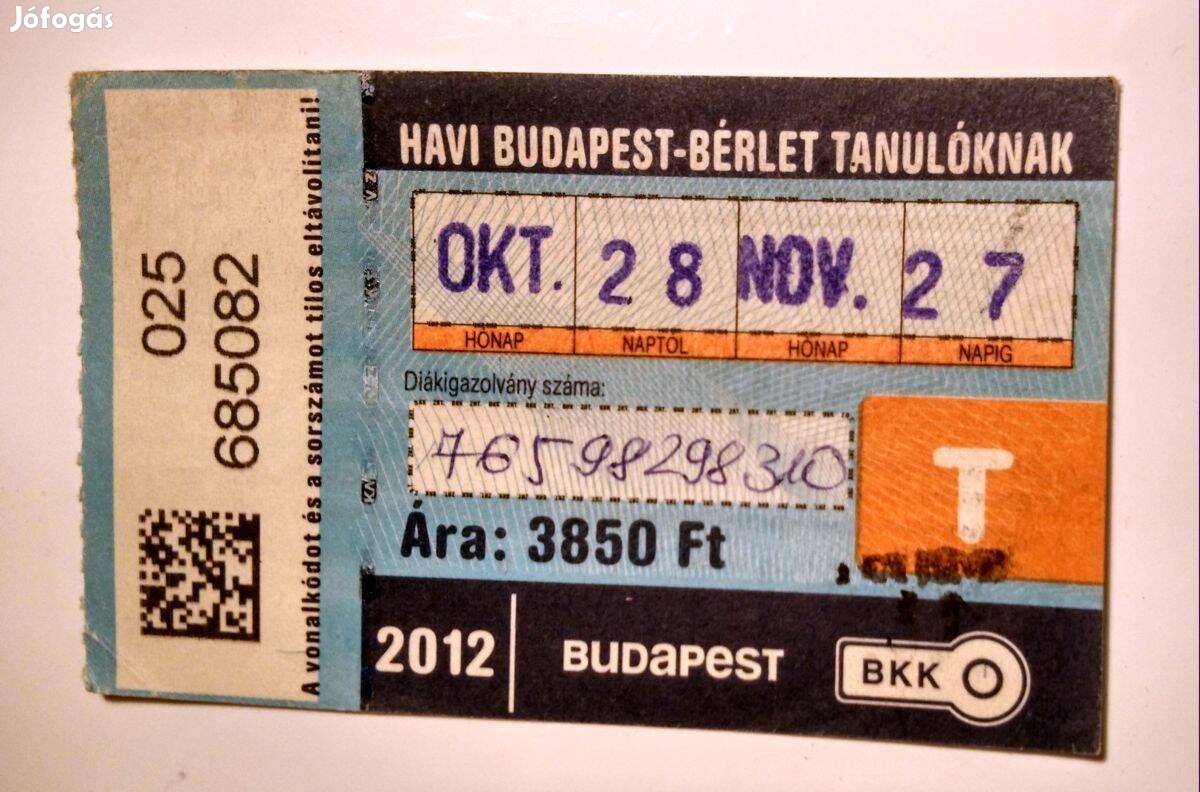 Jófogás
025
685082
A vonalkódot és a sorszámot tilos eltávolítani!
HAVI BUDAPEST-BÉRLET TANULÓKNAK
OKT. 28 NOV. 27
HÓNAP NAPTÓL HÓNAP NAPIG
Diákigazolvány száma:
76598298310
T
Ára: 3850 Ft
2012 BUDAPEST BKK